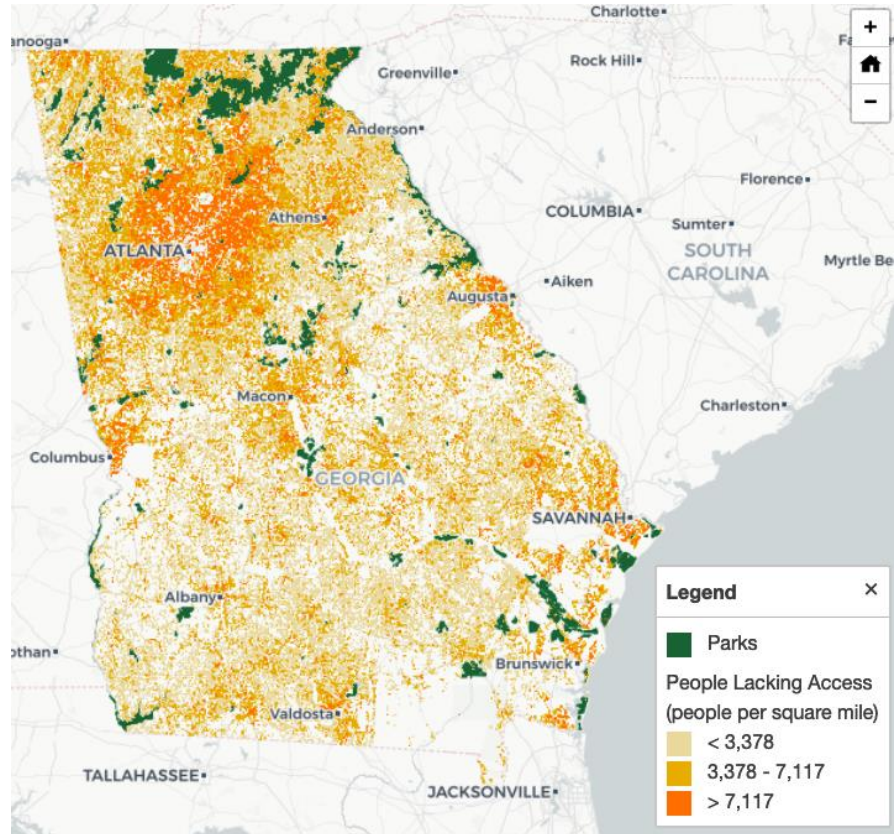 Charlotte
anooga
+
Fa
Rock Hill
Greenville
−
Anderson
Florence
Athens
COLUMBIA
ATLANTA
Sumter
SOUTH
CAROLINA
Myrtle Be
Aiken
Augusta
Macon
Charleston
Columbus
GEORGIA
SAVANNAH
Legend ×
Albany
Parks
othan
Brunswick
People Lacking Access
(people per square mile)
Valdosta
< 3,378
3,378 - 7,117
TALLAHASSEE
JACKSONVILLE
> 7,117